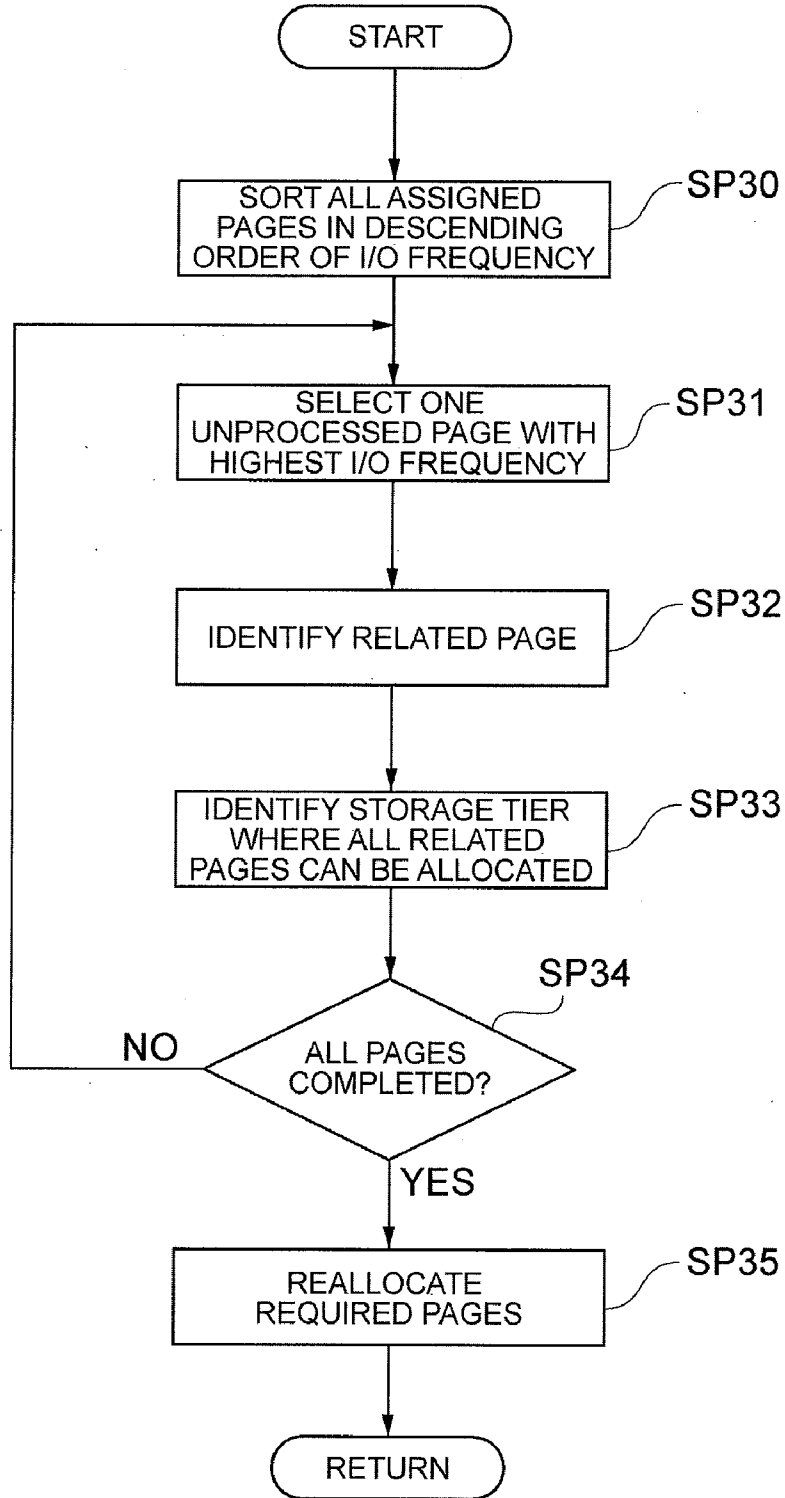 START
SORT ALL ASSIGNED
PAGES IN DESCENDING
ORDER OF I/O FREQUENCY
SP30
SELECT ONE
UNPROCESSED PAGE WITH
HIGHEST I/O FREQUENCY
SP31
IDENTIFY RELATED PAGE
SP32
IDENTIFY STORAGE TIER
WHERE ALL RELATED
PAGES CAN BE ALLOCATED
SP33
SP34
NO
ALL PAGES
COMPLETED?
YES
REALLOCATE
REQUIRED PAGES
SP35
RETURN